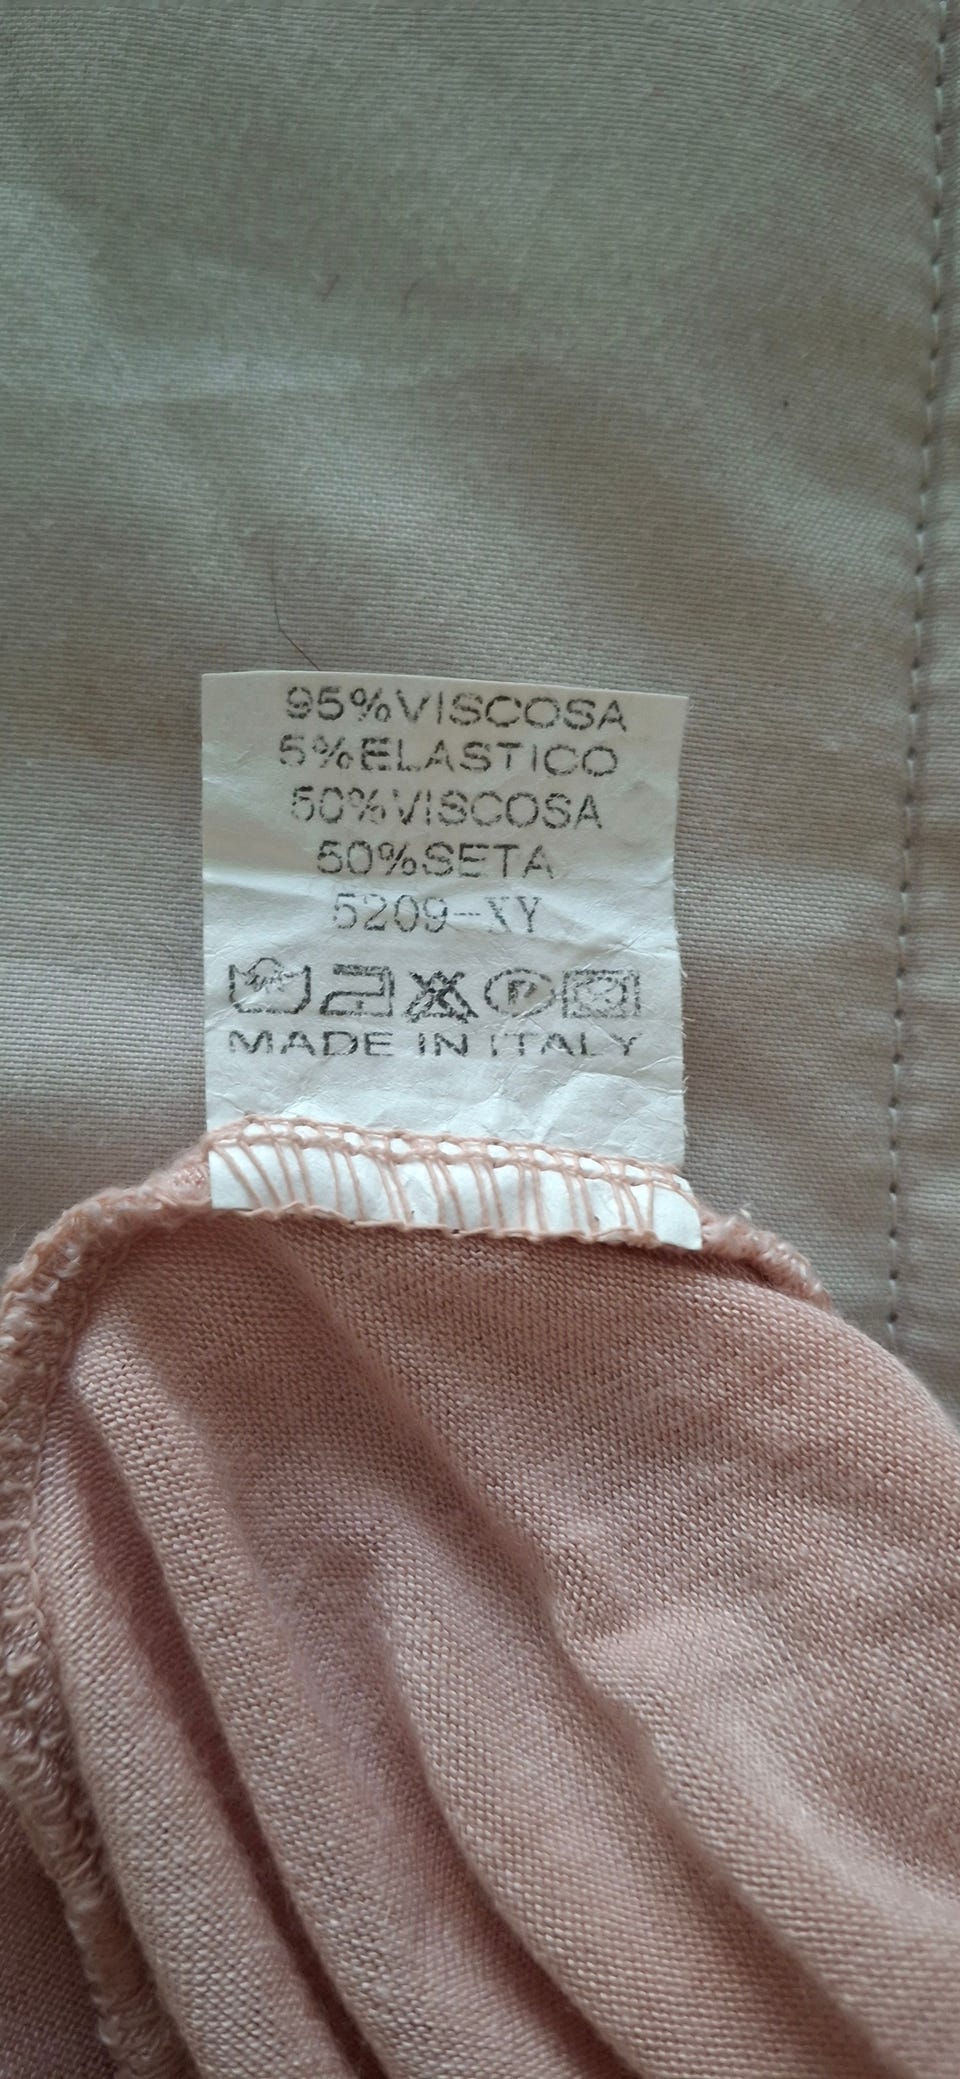 95%VISCOSA
5%ELASTICO
50%VISCOSA
50%SETA
5209-XY
P
MADE IN ITALY